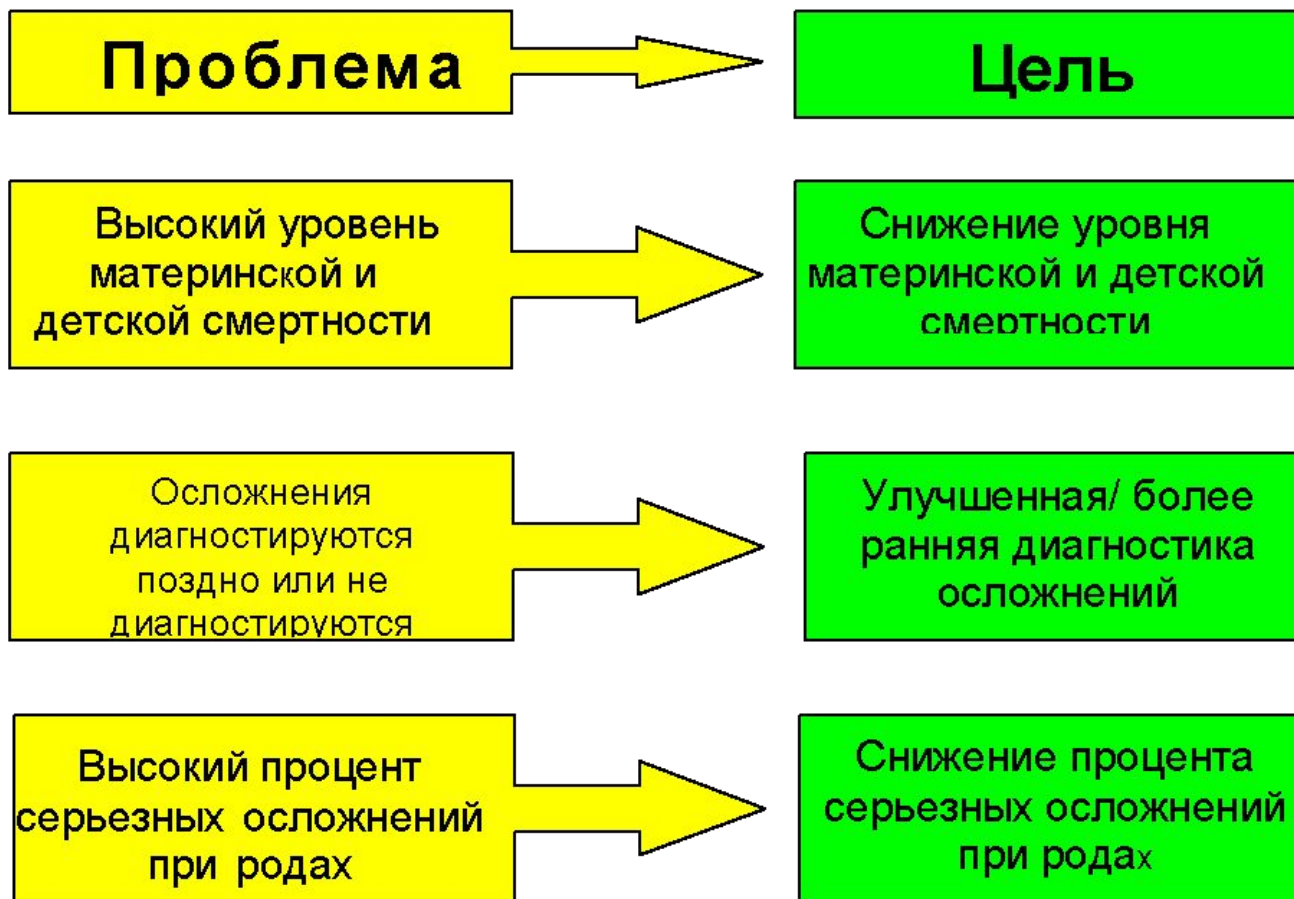 Проблема
Цель
Высокий уровень
материнской и
детской смертности
Снижение уровня
материнской и детской
смертности
Осложнения
диагностируются
поздно или не
диагностируются
Улучшенная/ более
ранняя диагностика
осложнений
Высокий процент
серьезных осложнений
при родах
Снижение процента
серьезных осложнений
при родах